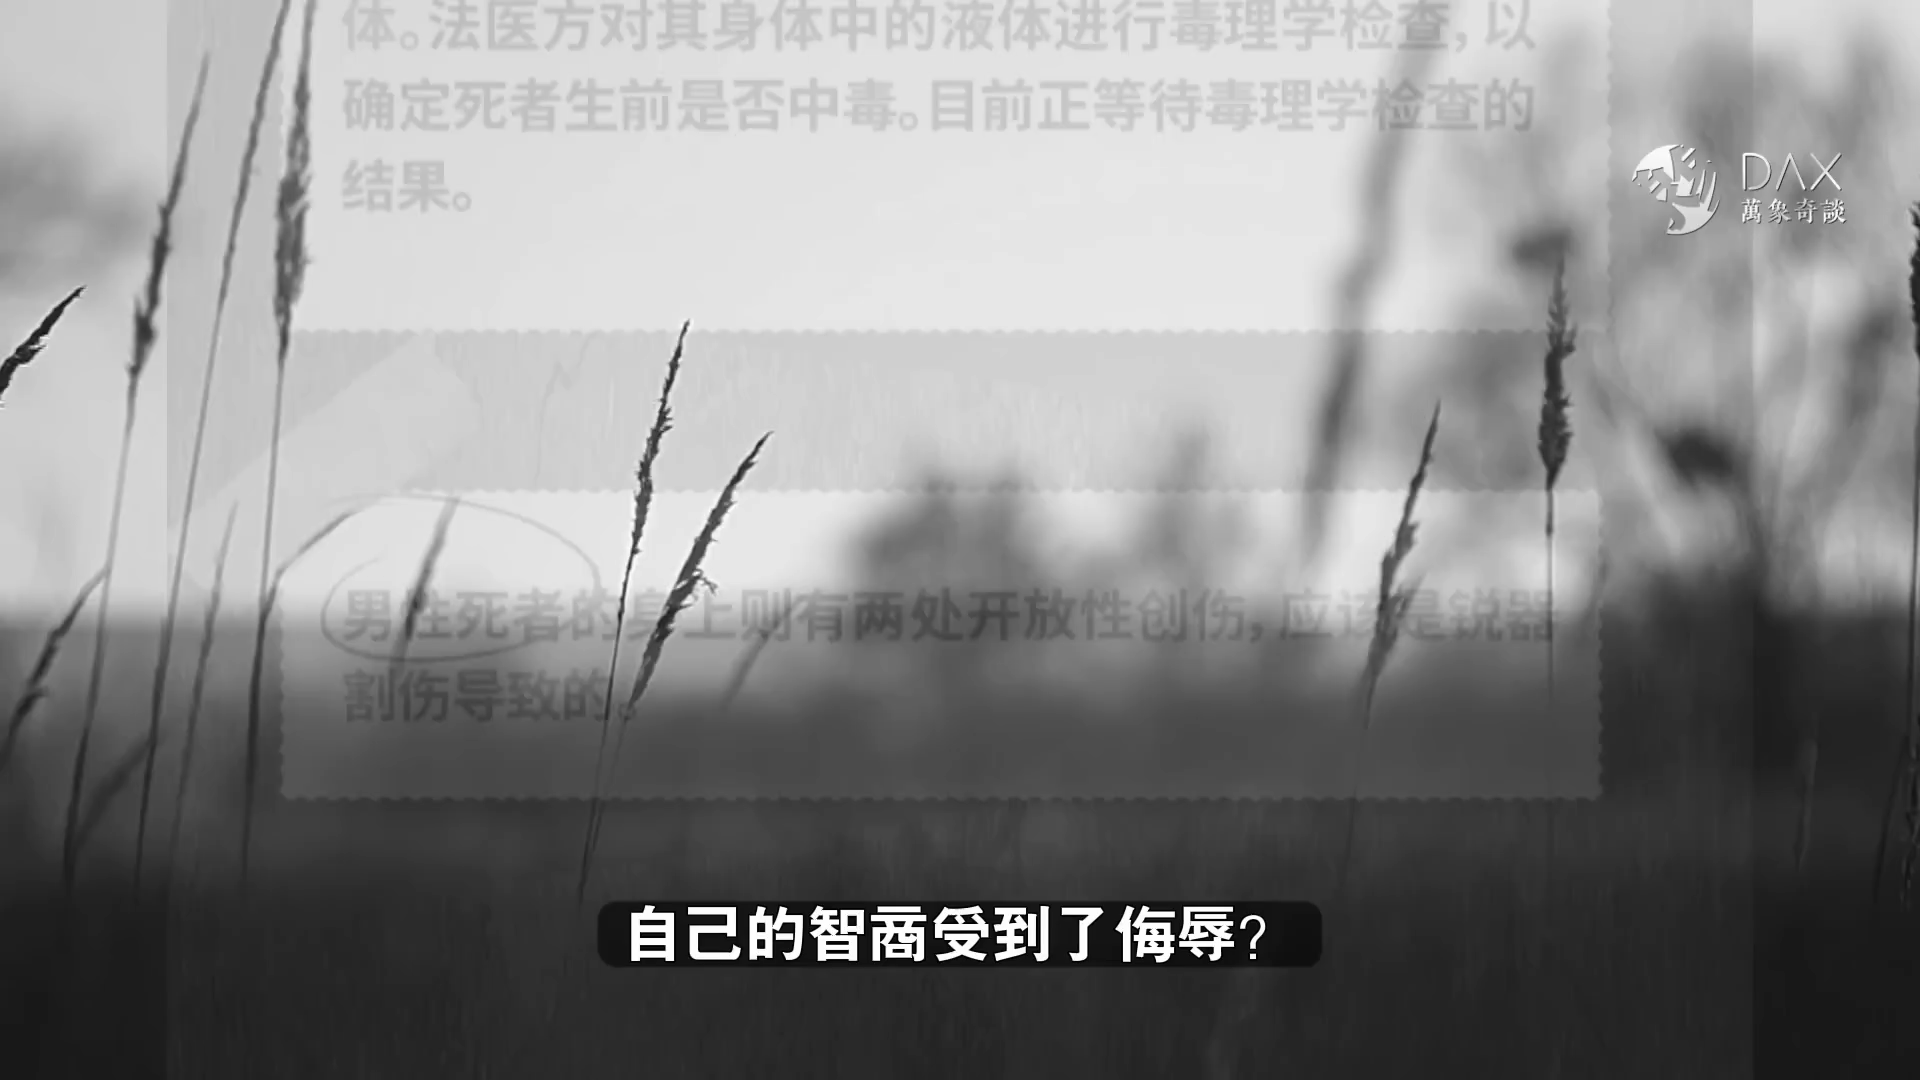 体。法医方对其身体中的液体进行毒理学检查，以
确定死者生前是否中毒。目前正等待毒理学检查的
结果。
DAX
萬象奇談
男性死者的身上则有两处开放性创伤，应该是锐器
割伤导致的。
自己的智商受到了侮辱？